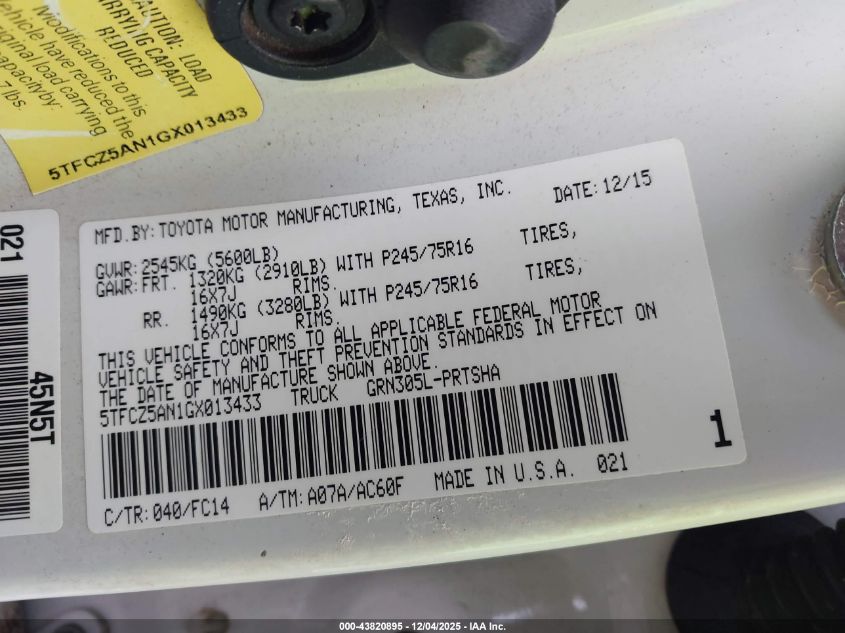 CAUTION: LOAD
CARRYING CAPACITY
REDUCED
Modifications to this
vehicle have reduced the
original load carrying
capacity by:
7 lbs.
5TFCZ5AN1GX013433
021
45N5T
MFD.BY: TOYOTA MOTOR MANUFACTURING, TEXAS, INC. DATE: 12/15
GVWR: 2545KG (5600LB)
GAWR: FRT. 1320KG (2910LB) WITH P245/75R16 TIRES,
16X7J RIMS.
RR. 1490KG (3280LB) WITH P245/75R16 TIRES,
16X7J RIMS.
THIS VEHICLE CONFORMS TO ALL APPLICABLE FEDERAL MOTOR
VEHICLE SAFETY AND THEFT PREVENTION STANDARDS IN EFFECT ON
THE DATE OF MANUFACTURE SHOWN ABOVE.
5TFCZ5AN1GX013433 TRUCK GRN305L-PRTSHA
1
C/TR: 040/FC14 A/TM: A07A/AC60F MADE IN U.S.A. 021
000-43820895 - 12/04/2025 - IAA Inc.